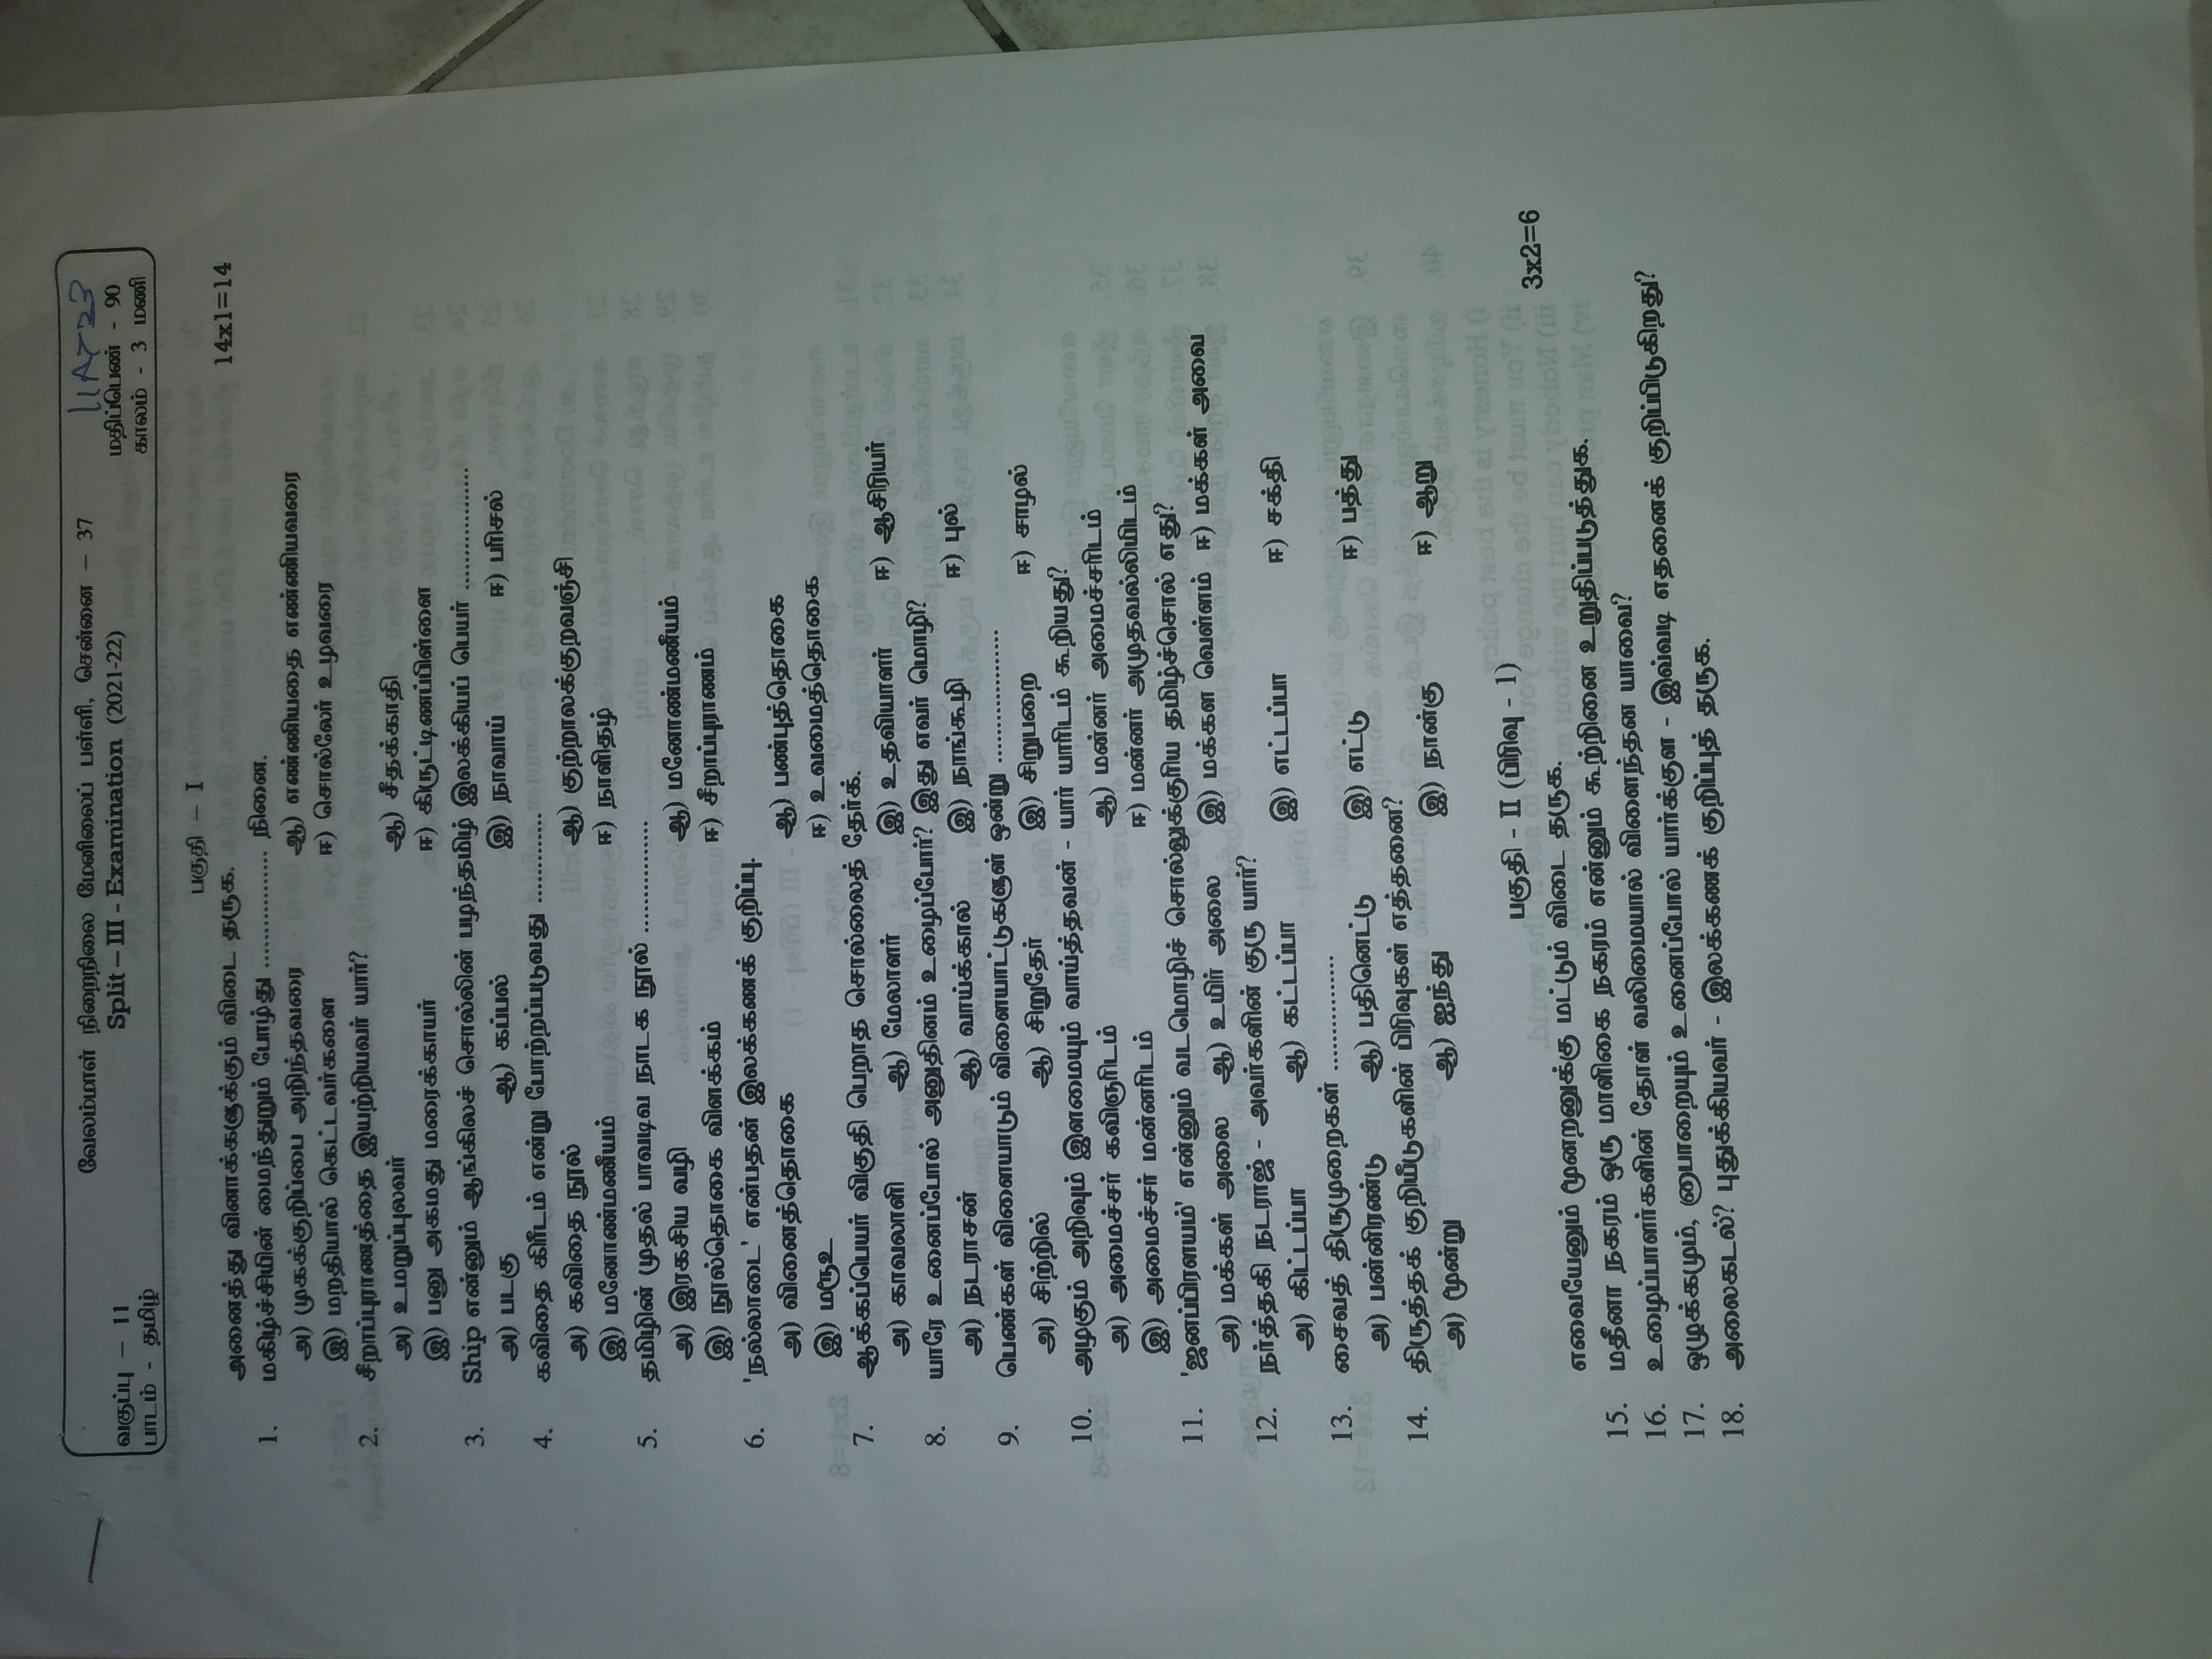 வேலம்மாள் நிறைநிலை மேனிலைப் பள்ளி, சென்னை – 37
11A723
வகுப்பு – 11 Split – III - Examination (2021-22) மதிப்பெண் - 90
பாடம் - தமிழ் காலம் - 3 மணி
பகுதி – I
அனைத்து வினாக்களுக்கும் விடை தருக. 14x1=14
1. மகிழ்ச்சியின் மைந்துறும் போழ்து ................. நினை.
அ) முகக்குறிப்பை அறிந்தவரை ஆ) எண்ணியதை எண்ணியவரை
இ) மறதியால் கெட்டவர்களை ஈ) சொல்லேர் உழவரை
2. சீறாப்புராணத்தை இயற்றியவர் யார்?
அ) உமறுப்புலவர் ஆ) சீதக்காதி
இ) பனு அகமது மரைக்காயர் ஈ) கிருட்டிணப்பிள்ளை
3. Ship என்னும் ஆங்கிலச் சொல்லின் பழந்தமிழ் இலக்கியப் பெயர் ..................
அ) படகு ஆ) கப்பல் இ) நாவாய் ஈ) பரிசல்
4. கவிதை கிரீடம் என்று போற்றப்படுவது .............
அ) கவிதை நூல் ஆ) குற்றாலக்குறவஞ்சி
இ) மனோண்மணீயம் ஈ) நாளிதழ்
5. தமிழின் முதல் பாவடிவ நாடக நூல் ................
அ) இரகசிய வழி ஆ) மனோண்மணீயம்
இ) நூல்தொகை விளக்கம் ஈ) சீறாப்புராணம்
6. 'நல்லாடை' என்பதன் இலக்கணக் குறிப்பு.
அ) வினைத்தொகை ஆ) பண்புத்தொகை
இ) மரூஉ ஈ) உவமைத்தொகை
7. ஆக்கப்பெயர் விகுதி பெறாத சொல்லைத் தேர்க்.
அ) காவலாளி ஆ) மேலாளர் இ) உதவியாளர் ஈ) ஆசிரியர்
8. யாரே உனைப்போல் அனுதினம் உழைப்போர்? இது எவர் மொழி?
அ) நடராசன் ஆ) வாய்க்கால் இ) நாங்கூழி ஈ) புல்
9. பெண்கள் விளையாடும் விளையாட்டுகளுள் ஒன்று ...................
அ) சிற்றில் ஆ) சிறுதேர் இ) சிறுபறை ஈ) சாழல்
10. அழகும் அறிவும் இளமையும் வாய்த்தவன் - யார் யாரிடம் கூறியது?
அ) அமைச்சர் கவிஞரிடம் ஆ) மன்னர் அமைச்சரிடம்
இ) அமைச்சர் மன்னரிடம் ஈ) மன்னர் அமுதவல்லியிடம்
11. 'ஜனப்பிரளயம்' என்னும் வடமொழிச் சொல்லுக்குரிய தமிழ்ச்சொல் எது?
அ) மக்கள் அலை ஆ) உயிர் அலை இ) மக்கள வெள்ளம் ஈ) மக்கள் அவை
12. நர்த்தகி நடராஜ் - அவர்களின் குரு யார்?
அ) கிட்டப்பா ஆ) கட்டப்பா இ) எட்டப்பா ஈ) சக்தி
13. சைவத் திருமுறைகள் ................
அ) பன்னிரண்டு ஆ) பதினெட்டு இ) எட்டு ஈ) பத்து
14. திருத்தக் குறியீடுகளின் பிரிவுகள் எத்தனை?
அ) மூன்று ஆ) ஐந்து இ) நான்கு ஈ) ஆறு
பகுதி - II (பிரிவு - 1)
எவையேனும் மூனறனுக்கு மட்டும் விடை தருக. 3x2=6
15. மதீனா நகரம் ஒரு மாளிகை நகரம் என்னும் கூற்றினை உறுதிப்படுத்துக.
16. உழைப்பாளர்களின் தோள் வலிமையால் விளைந்தன யாவை?
17. ஒழுக்கமும், னுபாறையும் உனைப்போல் யார்க்குள - இவ்வடி எதனைக் குறிப்பிடுகிறது?
18. அலைகடல்? புதுக்கியவர் - இலக்கணக் குறிப்புத் தருக.